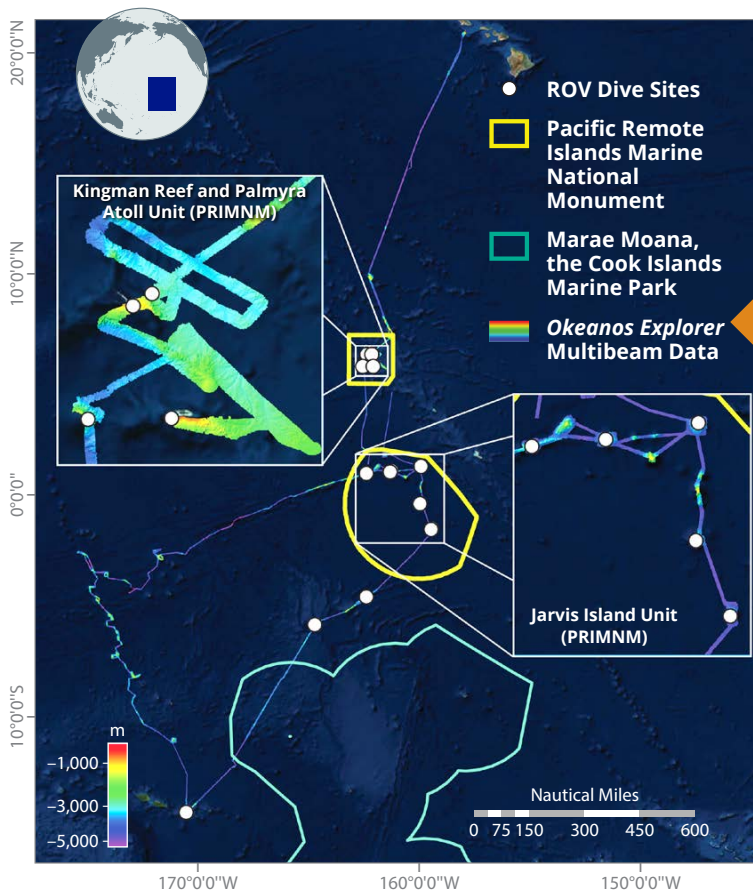 20°0'0"N
10°0'0"N
0°0'0"
10°0'0"S
ROV Dive Sites
Pacific Remote
Islands Marine
National
Monument
Marae Moana,
the Cook Islands
Marine Park
Okeanos Explorer
Multibeam Data
Kingman Reef and Palmyra
Atoll Unit (PRIMNM)
Jarvis Island Unit
(PRIMNM)
m
–1,000
–3,000
–5,000
Nautical Miles
0 75 150 300 450 600
170°0'0"W 160°0'0"W 150°0'0"W